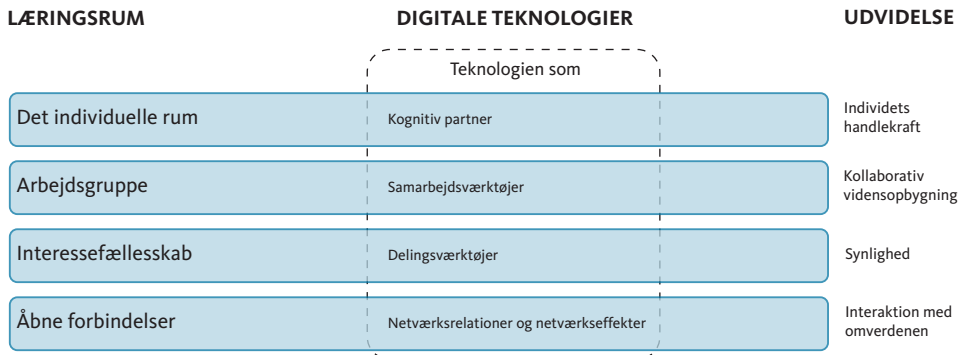 LÆRINGSRUM DIGITALE TEKNOLOGIER UDVIDELSE
Teknologien som
Det individuelle rum Kognitiv partner Individets
handlekraft
Arbejdsgruppe Samarbejdsværktøjer Kollaborativ
vidensopbygning
Interessefællesskab Delingsværktøjer Synlighed
Åbne forbindelser Netværksrelationer og netværkseffekter Interaktion med
omverdenen